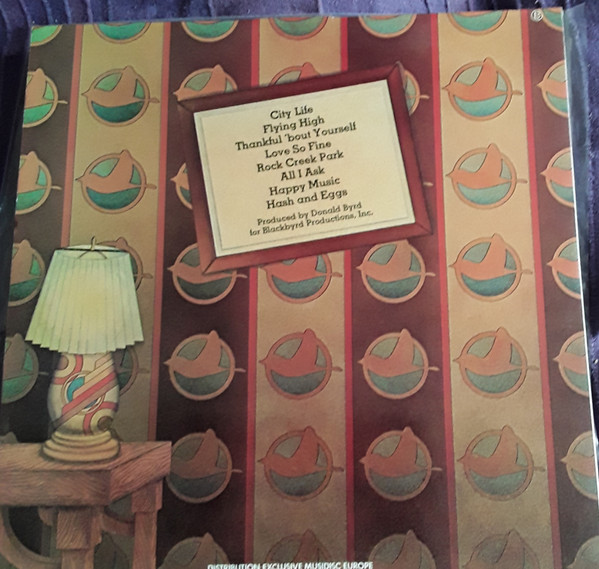 City Life
Flying High
Thankful 'bout Yourself
Love So Fine
Rock Creek Park
All I Ask
Happy Music
Hash and Eggs
Produced by Donald Byrd
for Blackbyrd Productions, Inc.
DISTRIBUTION EXCLUSIVE MUSIDISC EUROPE